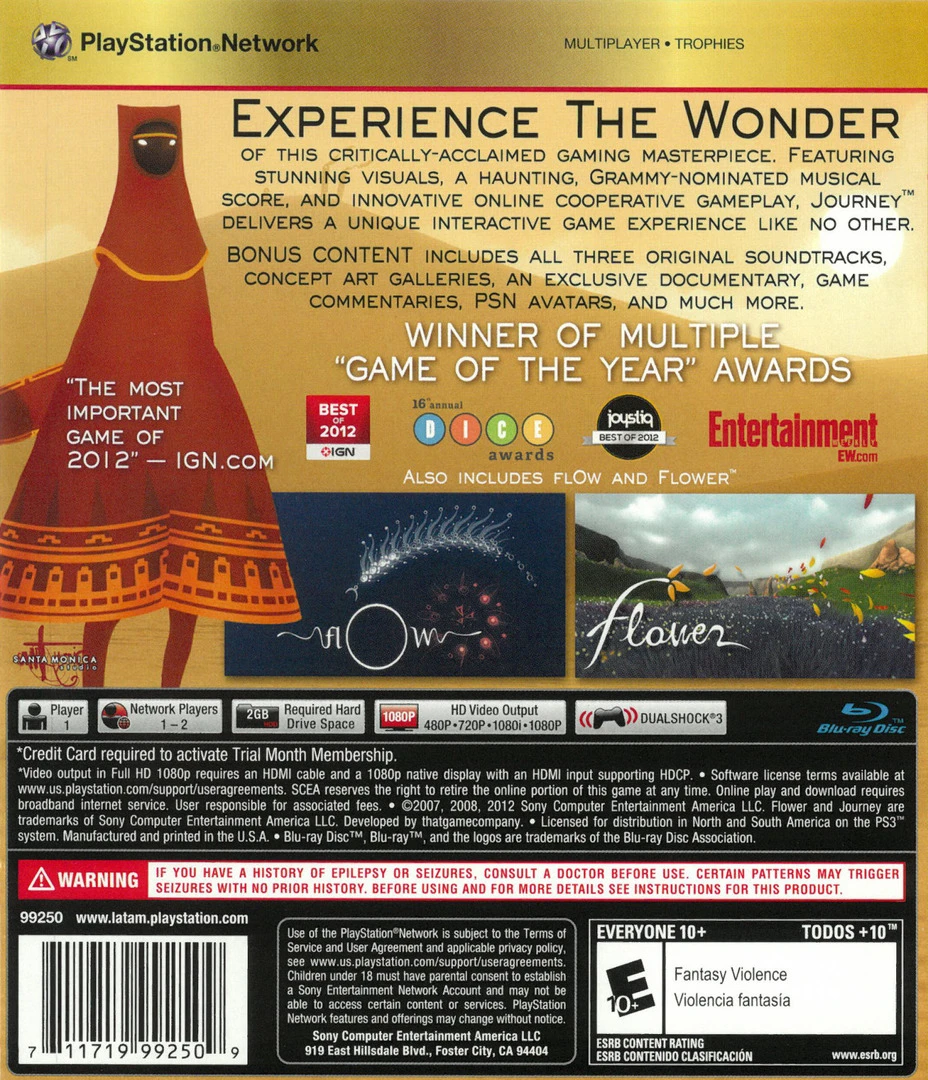 PlayStation®Network
SM
MULTIPLAYER • TROPHIES
EXPERIENCE THE WONDER
OF THIS CRITICALLY-ACCLAIMED GAMING MASTERPIECE. FEATURING
STUNNING VISUALS, A HAUNTING, GRAMMY-NOMINATED MUSICAL
SCORE, AND INNOVATIVE ONLINE COOPERATIVE GAMEPLAY, JOURNEY™
DELIVERS A UNIQUE INTERACTIVE GAME EXPERIENCE LIKE NO OTHER.
BONUS CONTENT INCLUDES ALL THREE ORIGINAL SOUNDTRACKS,
CONCEPT ART GALLERIES, AN EXCLUSIVE DOCUMENTARY, GAME
COMMENTARIES, PSN AVATARS, AND MUCH MORE.
WINNER OF MULTIPLE
“GAME OF THE YEAR” AWARDS
“THE MOST
IMPORTANT
GAME OF
2012” — IGN.COM
BEST
OF
2012
IGN
16th annual
DICE
awards
joystiq
BEST OF 2012
Entertainment
WEEKLY
EW.com
ALSO INCLUDES FLOW AND FLOWER™
flOw
Flower
SANTA MONICA
studio
Player
1
Network Players
1 – 2
2GB
HDD
Required Hard
Drive Space
1080P
HD Video Output
480P•720P•1080i•1080P
DUALSHOCK®3
Blu-ray Disc™
*Credit Card required to activate Trial Month Membership.
*Video output in Full HD 1080p requires an HDMI cable and a 1080p native display with an HDMI input supporting HDCP. • Software license terms available at
www.us.playstation.com/support/useragreements. SCEA reserves the right to retire the online portion of this game at any time. Online play and download requires
broadband internet service. User responsible for associated fees. • ©2007, 2008, 2012 Sony Computer Entertainment America LLC. Flower and Journey are
trademarks of Sony Computer Entertainment America LLC. Developed by thatgamecompany. • Licensed for distribution in North and South America on the PS3™
system. Manufactured and printed in the U.S.A. • Blu-ray Disc™, Blu-ray™, and the logos are trademarks of the Blu-ray Disc Association.
WARNING
IF YOU HAVE A HISTORY OF EPILEPSY OR SEIZURES, CONSULT A DOCTOR BEFORE USE. CERTAIN PATTERNS MAY TRIGGER
SEIZURES WITH NO PRIOR HISTORY. BEFORE USING AND FOR MORE DETAILS SEE INSTRUCTIONS FOR THIS PRODUCT.
99250 www.latam.playstation.com
7 11719 99250 9
Use of the PlayStation®Network is subject to the Terms of
Service and User Agreement and applicable privacy policy,
see www.us.playstation.com/support/useragreements.
Children under 18 must have parental consent to establish
a Sony Entertainment Network Account and may not be
able to access certain content or services. PlayStation
Network features and offerings may change without notice.
Sony Computer Entertainment America LLC
919 East Hillsdale Blvd., Foster City, CA 94404
EVERYONE 10+ TODOS +10™
E
10+
Fantasy Violence
Violencia fantasía
ESRB CONTENT RATING
ESRB CONTENIDO CLASIFICACIÓN
www.esrb.org